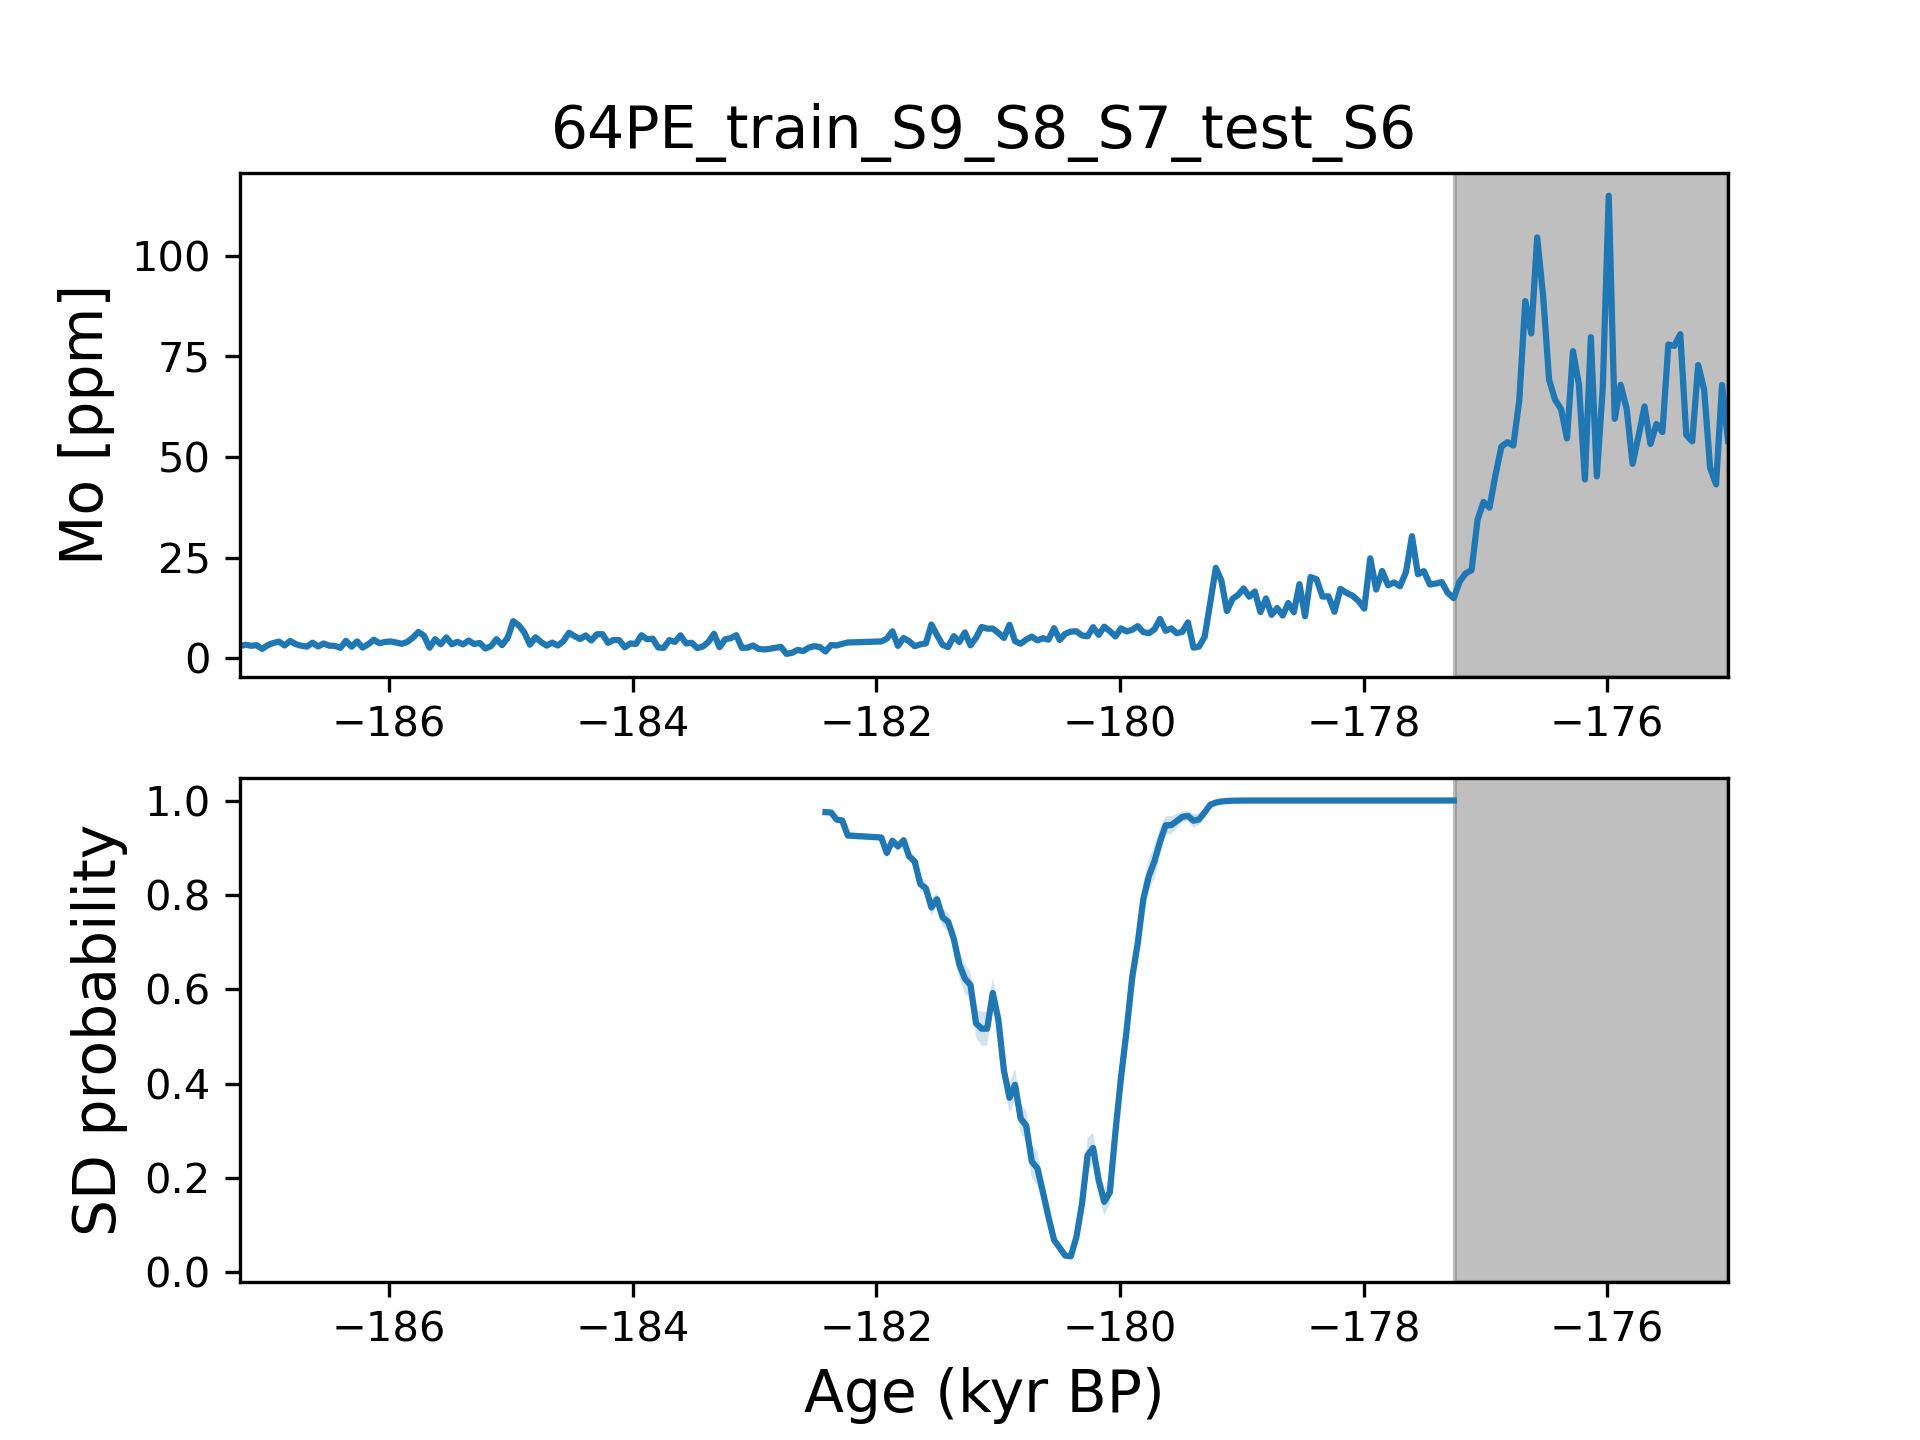 64PE_train_S9_S8_S7_test_S6
Mo [ppm]
100
75
50
25
0
−186 −184 −182 −180 −178 −176
SD probability
1.0
0.8
0.6
0.4
0.2
0.0
−186 −184 −182 −180 −178 −176
Age (kyr BP)